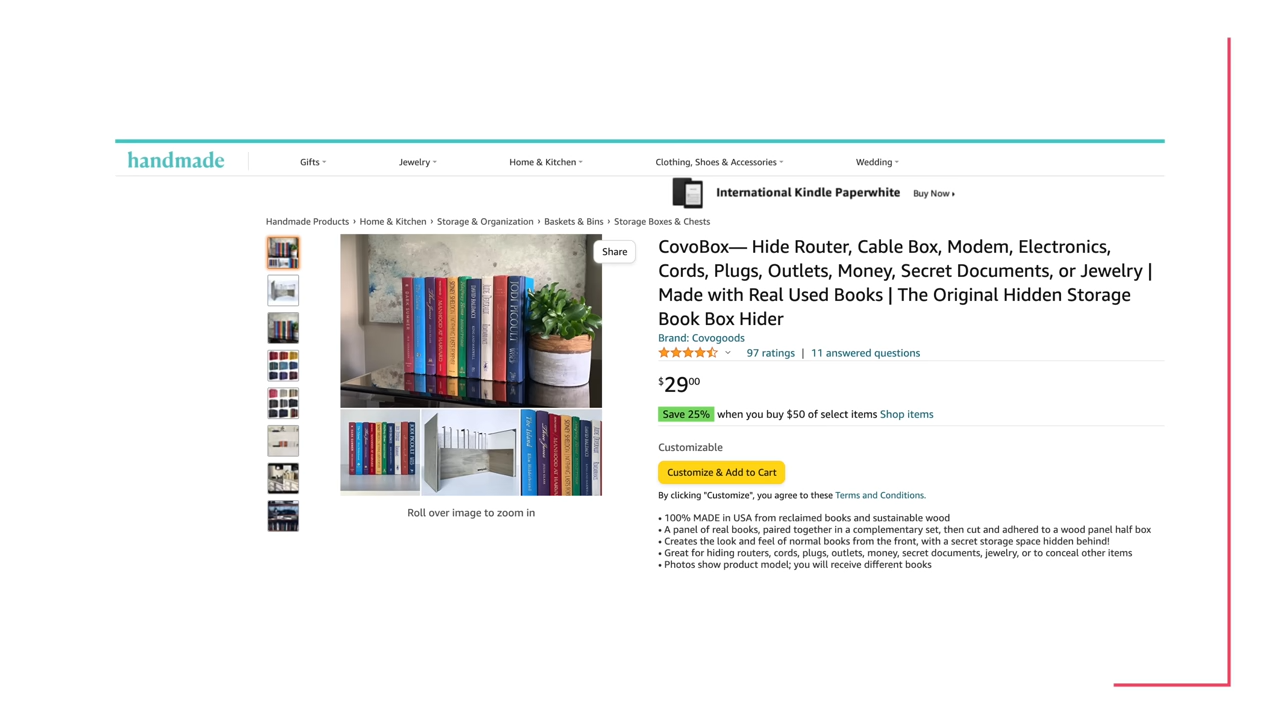 handmade
Gifts
Jewelry
Home & Kitchen
Clothing, Shoes & Accessories
Wedding
International Kindle Paperwhite Buy Now
Handmade Products › Home & Kitchen › Storage & Organization › Baskets & Bins › Storage Boxes & Chests
Share
JODI PICOULT
Roll over image to zoom in
CovoBox— Hide Router, Cable Box, Modem, Electronics,
Cords, Plugs, Outlets, Money, Secret Documents, or Jewelry |
Made with Real Used Books | The Original Hidden Storage
Book Box Hider
Brand: Covogoods
97 ratings | 11 answered questions
$2900
Save 25% when you buy $50 of select items Shop items
Customizable
Customize & Add to Cart
By clicking "Customize", you agree to these Terms and Conditions.
• 100% MADE in USA from reclaimed books and sustainable wood
• A panel of real books, paired together in a complementary set, then cut and adhered to a wood panel half box
• Creates the look and feel of normal books from the front, with a secret storage space hidden behind!
• Great for hiding routers, cords, plugs, outlets, money, secret documents, jewelry, or to conceal other items
• Photos show product model; you will receive different books